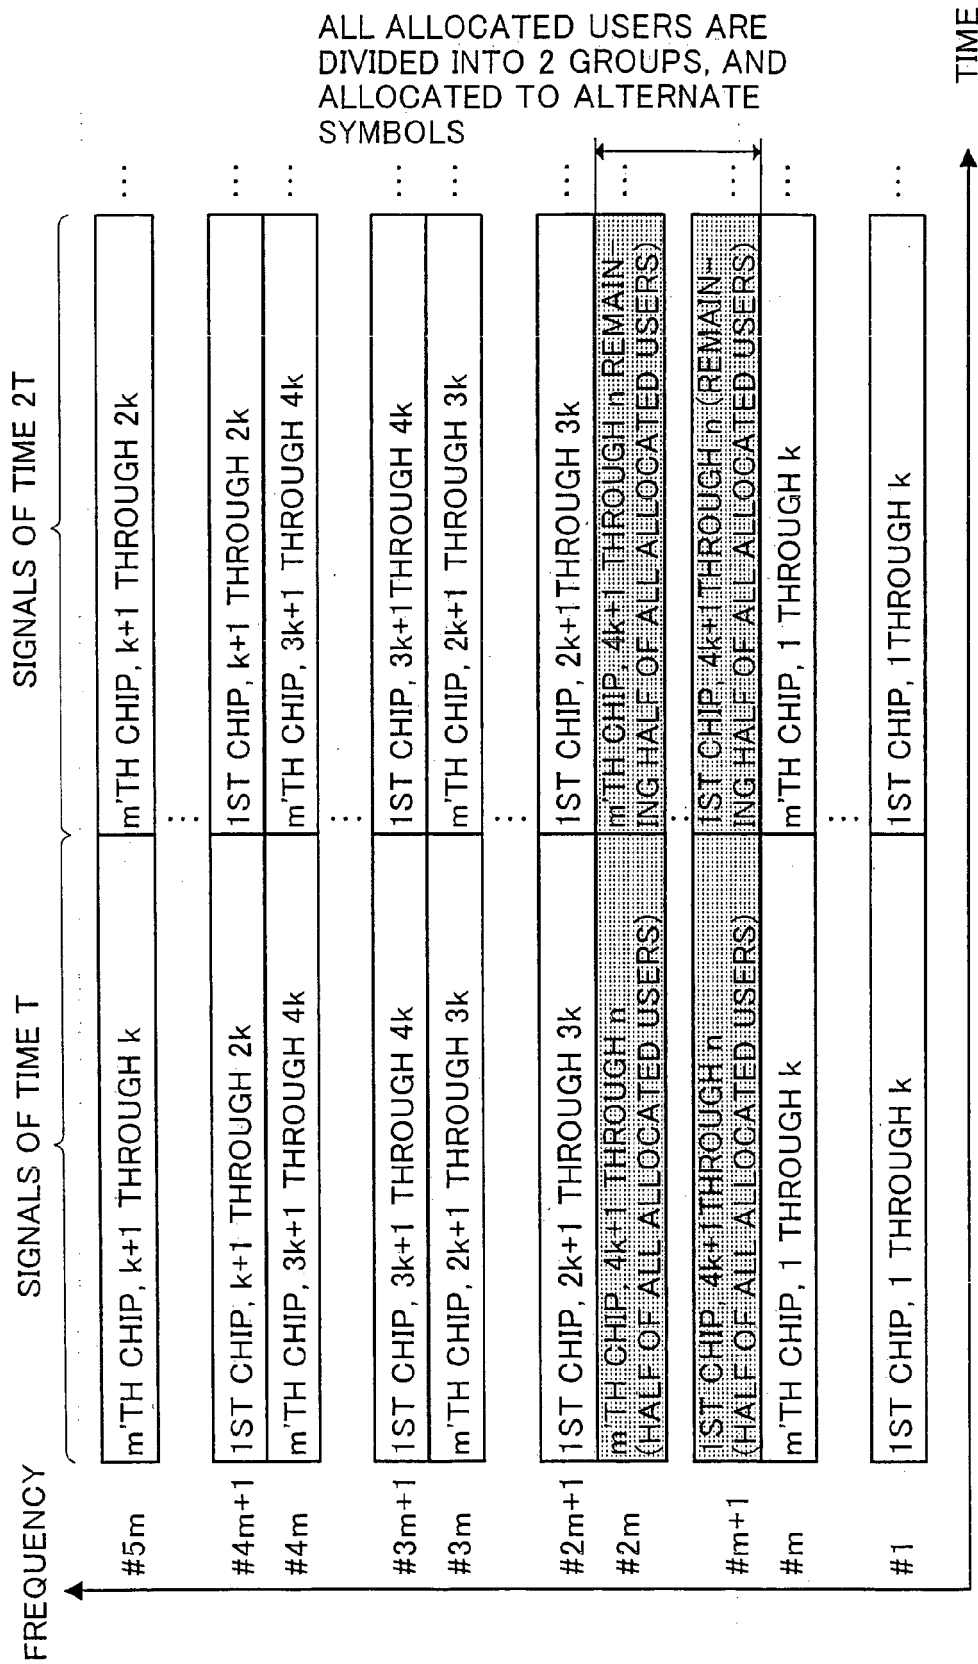 FREQUENCY
SIGNALS OF TIME T
SIGNALS OF TIME 2T
#5m
m'TH CHIP, k+1 THROUGH k
m'TH CHIP, k+1 THROUGH 2k
...
#4m+1
1ST CHIP, k+1 THROUGH 2k
1ST CHIP, k+1 THROUGH 2k
...
#4m
m'TH CHIP, 3k+1 THROUGH 4k
m'TH CHIP, 3k+1 THROUGH 4k
...
#3m+1
1ST CHIP, 3k+1 THROUGH 4k
1ST CHIP, 3k+1 THROUGH 4k
...
#3m
m'TH CHIP, 2k+1 THROUGH 3k
m'TH CHIP, 2k+1 THROUGH 3k
...
#2m+1
1ST CHIP, 2k+1 THROUGH 3k
1ST CHIP, 2k+1 THROUGH 3k
...
#2m
m'TH CHIP, 4k+1 THROUGH n
(HALF OF ALL ALLOCATED USERS)
m'TH CHIP, 4k+1 THROUGH n REMAIN-
ING HALF OF ALL ALLOCATED USERS)
...
#m+1
1ST CHIP, 4k+1 THROUGH n
(HALF OF ALL ALLOCATED USERS)
1ST CHIP, 4k+1 THROUGH n (REMAIN-
ING HALF OF ALL ALLOCATED USERS)
...
#m
m'TH CHIP, 1 THROUGH k
m'TH CHIP, 1 THROUGH k
...
#1
1ST CHIP, 1 THROUGH k
1ST CHIP, 1 THROUGH k
...
ALL ALLOCATED USERS ARE
DIVIDED INTO 2 GROUPS, AND
ALLOCATED TO ALTERNATE
SYMBOLS
TIME